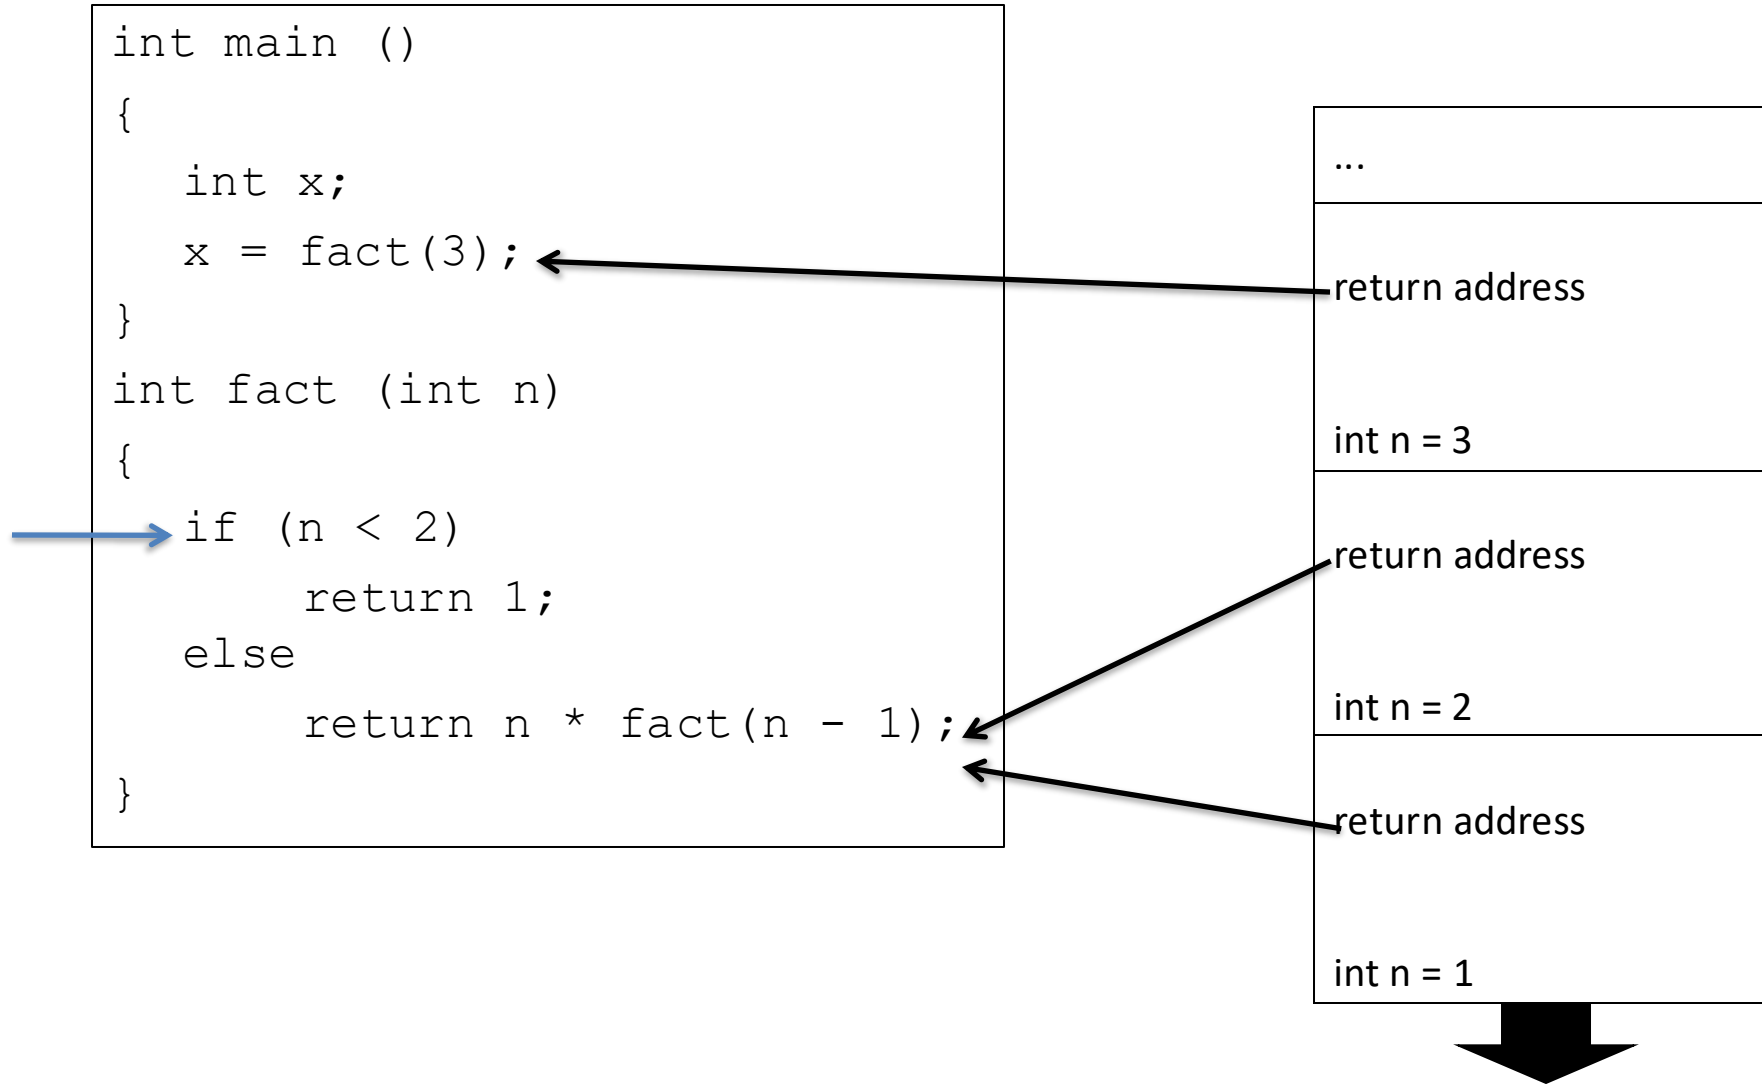 int main ()
{
int x;
x = fact(3);
}
int fact (int n)
{
if (n < 2)
return 1;
else
return n * fact(n - 1);
}
...
return address
int n = 3
return address
int n = 2
return address
int n = 1